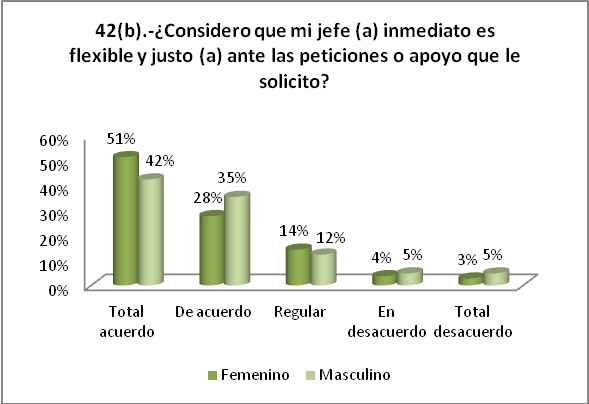 42(b).-¿Considero que mi jefe (a) inmediato es
flexible y justo (a) ante las peticiones o apoyo que le
solicito?
60%
50%
40%
30%
20%
10%
0%
51%
42%
28%
35%
14%
12%
4%
5%
3%
5%
Total
acuerdo
De acuerdo
Regular
En
desacuerdo
Total
desacuerdo
Femenino
Masculino